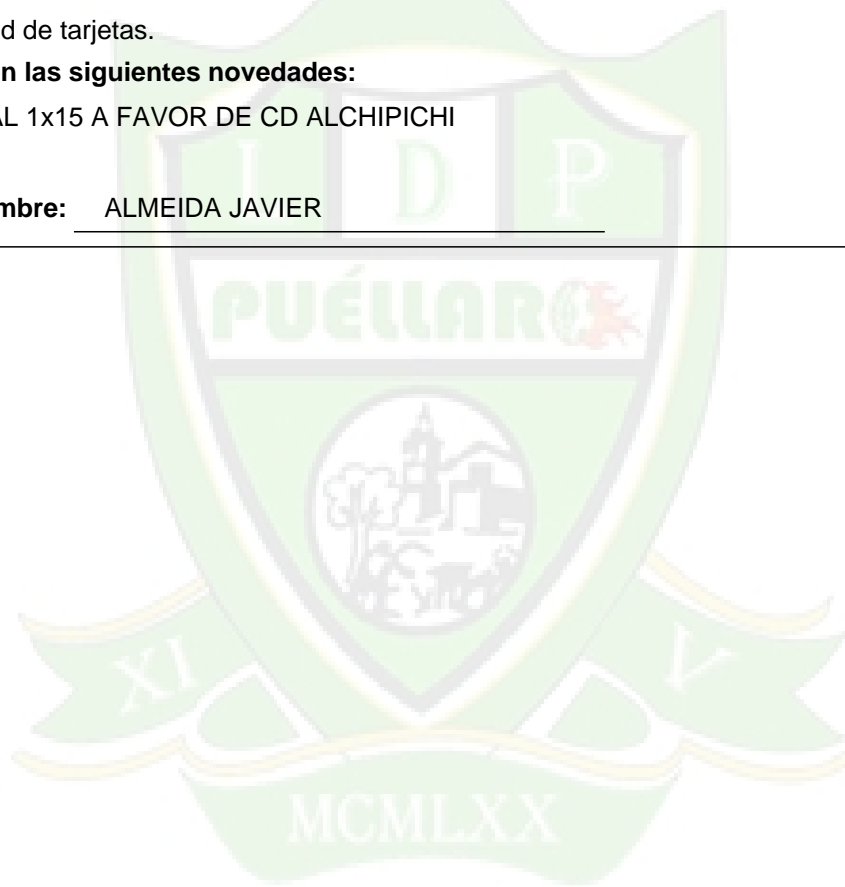 d de tarjetas.
n las siguientes novedades:
AL 1x15 A FAVOR DE CD ALCHIPICHI
mbre: ALMEIDA JAVIER
I D P
PUÉLLARO
XI V
MCMLXX